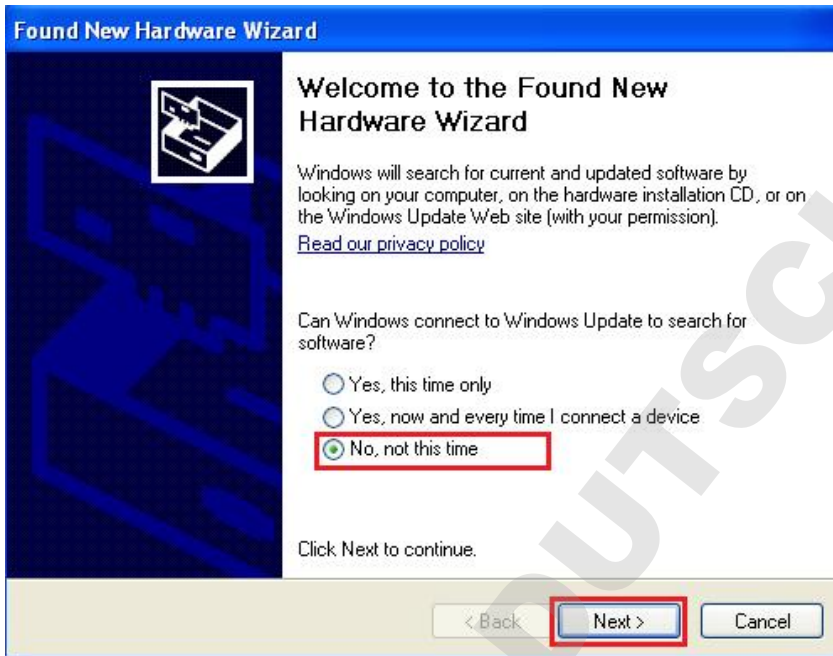 Found New Hardware Wizard
Welcome to the Found New
Hardware Wizard
Windows will search for current and updated software by
looking on your computer, on the hardware installation CD, or on
the Windows Update Web site (with your permission).
Read our privacy policy
Can Windows connect to Windows Update to search for
software?
Yes, this time only
Yes, now and every time I connect a device
No, not this time
Click Next to continue.
< Back Next > Cancel